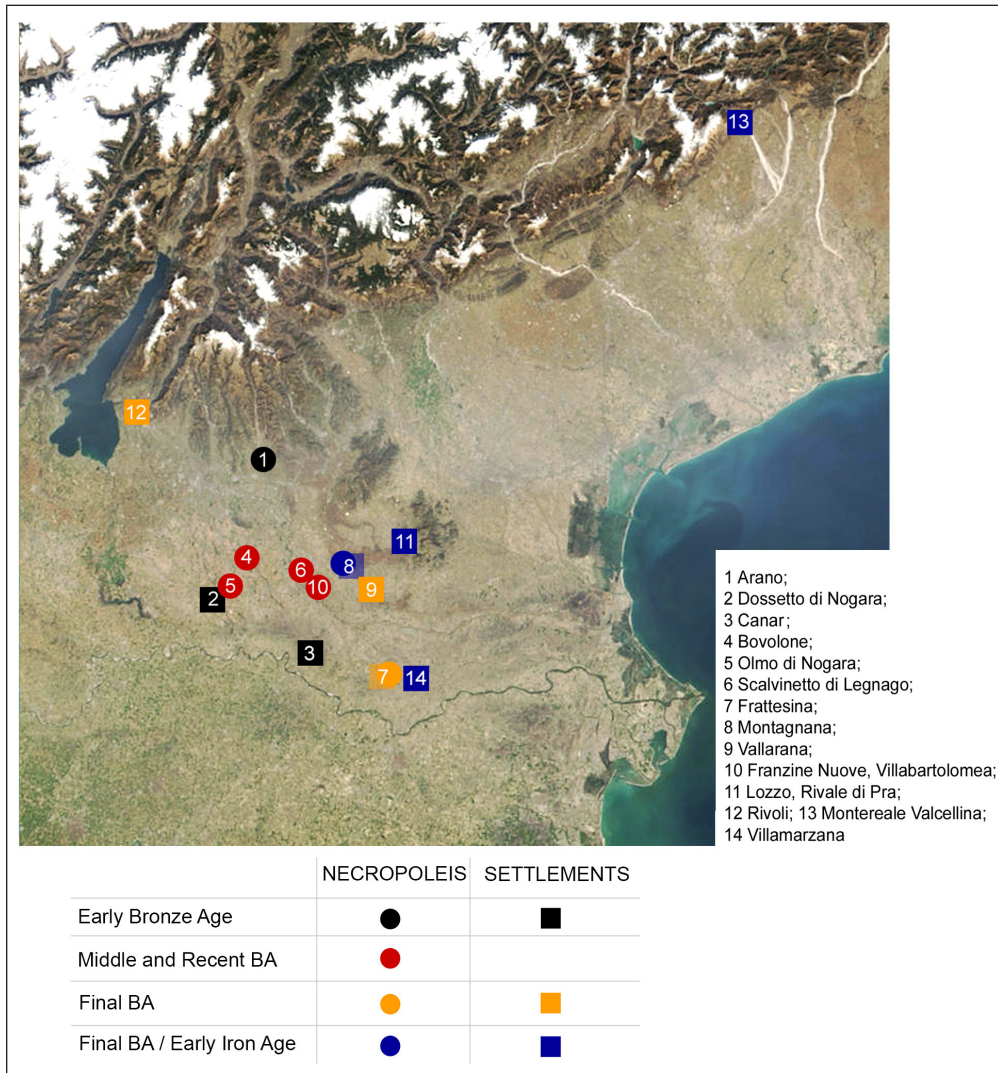 13
12
1
11
4
6
8
5
10
9
2
3
7
14
1 Arano;
2 Dossetto di Nogara;
3 Canar;
4 Bovolone;
5 Olmo di Nogara;
6 Scalvinetto di Legnago;
7 Frattesina;
8 Montagnana;
9 Vallarana;
10 Franzine Nuove, Villabartolomea;
11 Lozzo, Rivale di Pra;
12 Rivoli; 13 Montereale Valcellina;
14 Villamarzana
NECROPOLEIS SETTLEMENTS
Early Bronze Age
Middle and Recent BA
Final BA
Final BA / Early Iron Age